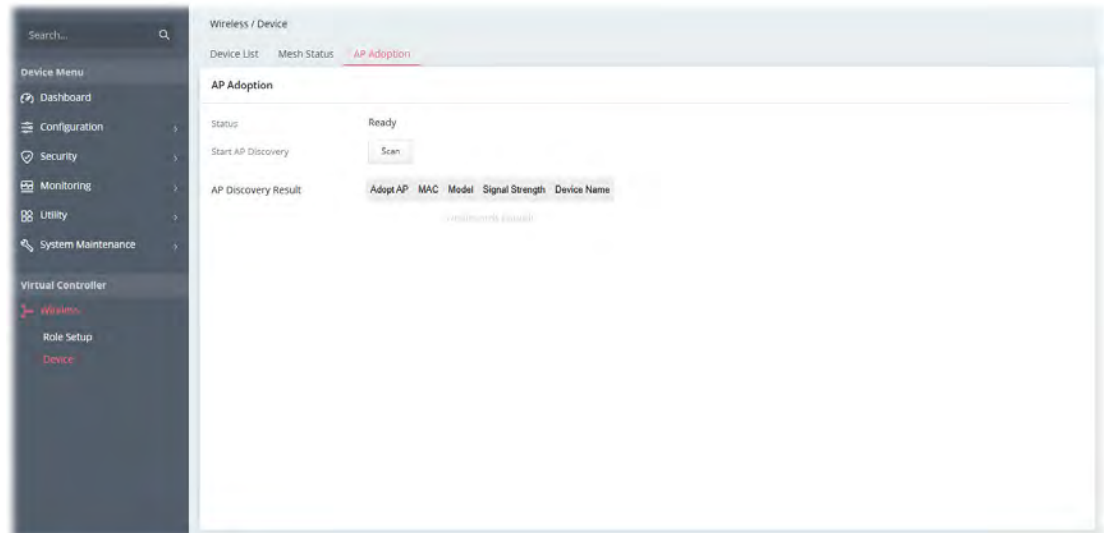 Search...
Device Menu
Dashboard
Configuration
Security
Monitoring
Utility
System Maintenance
Virtual Controller
Wireless
Role Setup
Device
Wireless / Device
Device List Mesh Status AP Adoption
AP Adoption
Status Ready
Start AP Discovery Scan
AP Discovery Result Adopt AP MAC Model Signal Strength Device Name